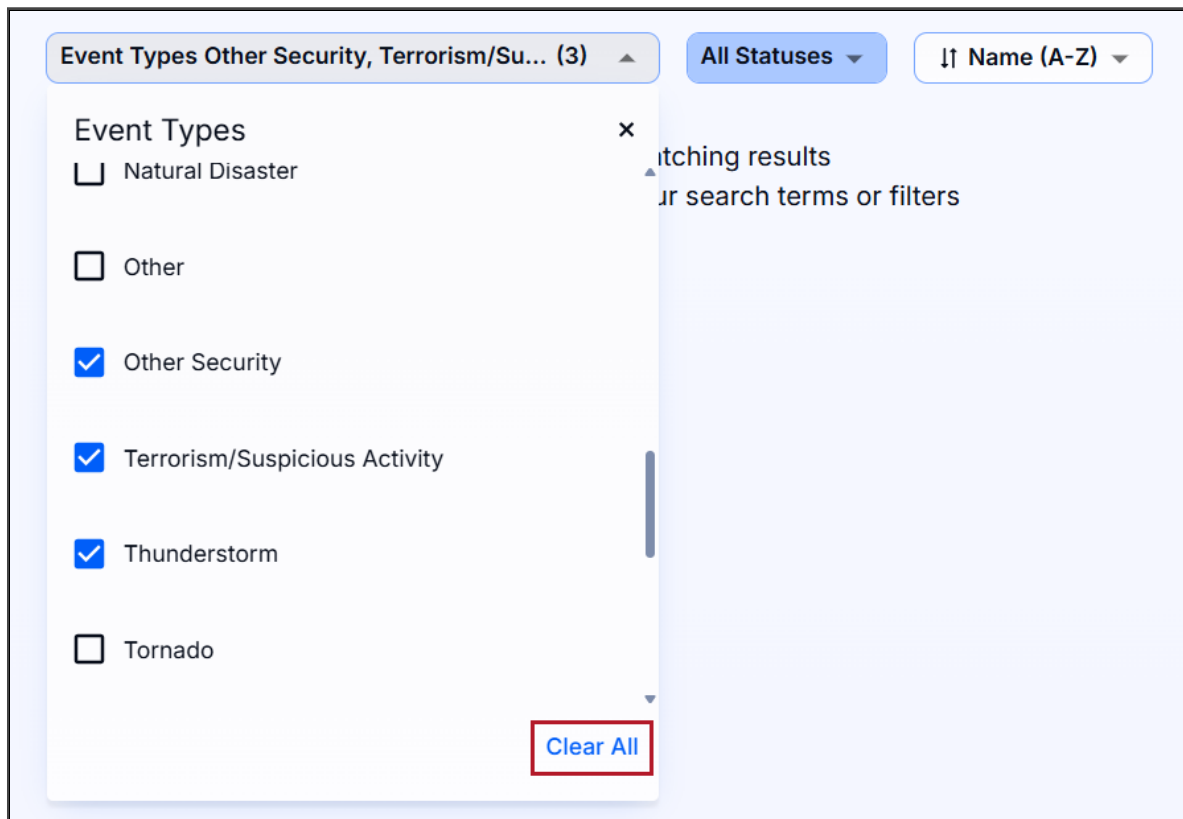 Event Types Other Security, Terrorism/Su... (3)
All Statuses
Name (A-Z)
Event Types
tching results
ur search terms or filters
Natural Disaster
Other
Other Security
Terrorism/Suspicious Activity
Thunderstorm
Tornado
Clear All